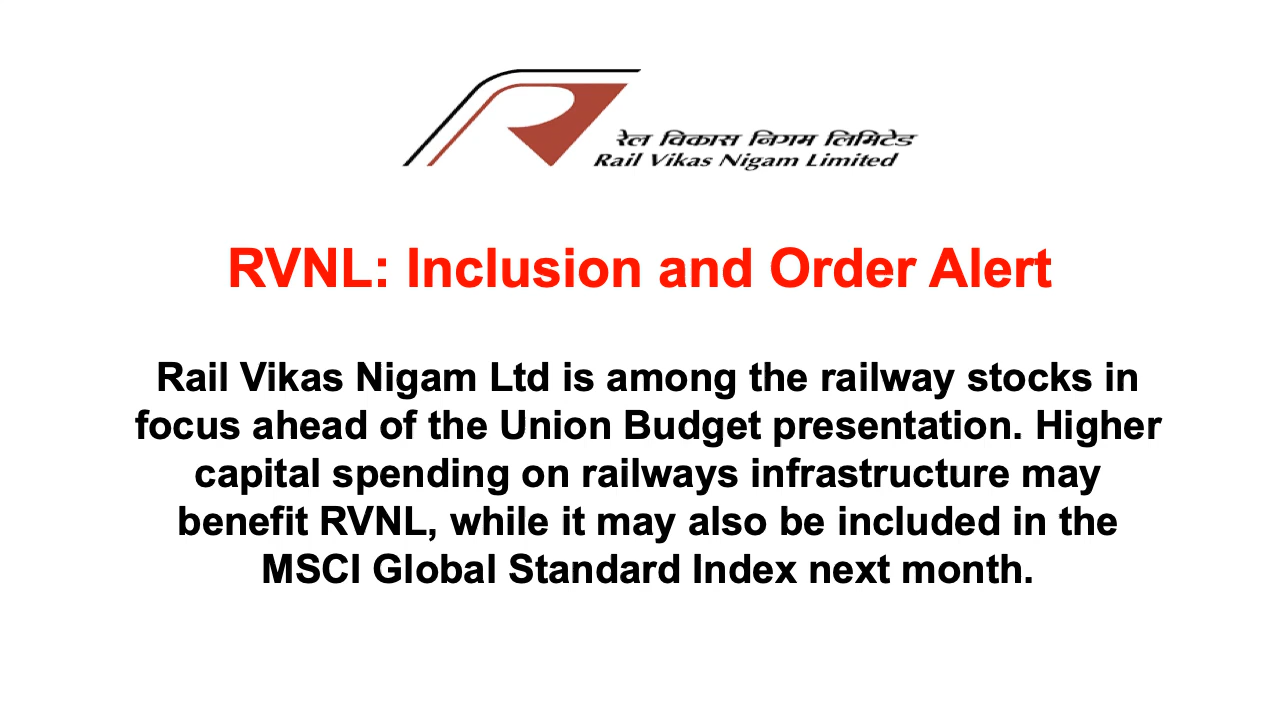 रेल विकास निगम लिमिटेड
Rail Vikas Nigam Limited
RVNL: Inclusion and Order Alert
Rail Vikas Nigam Ltd is among the railway stocks in
focus ahead of the Union Budget presentation. Higher
capital spending on railways infrastructure may
benefit RVNL, while it may also be included in the
MSCI Global Standard Index next month.